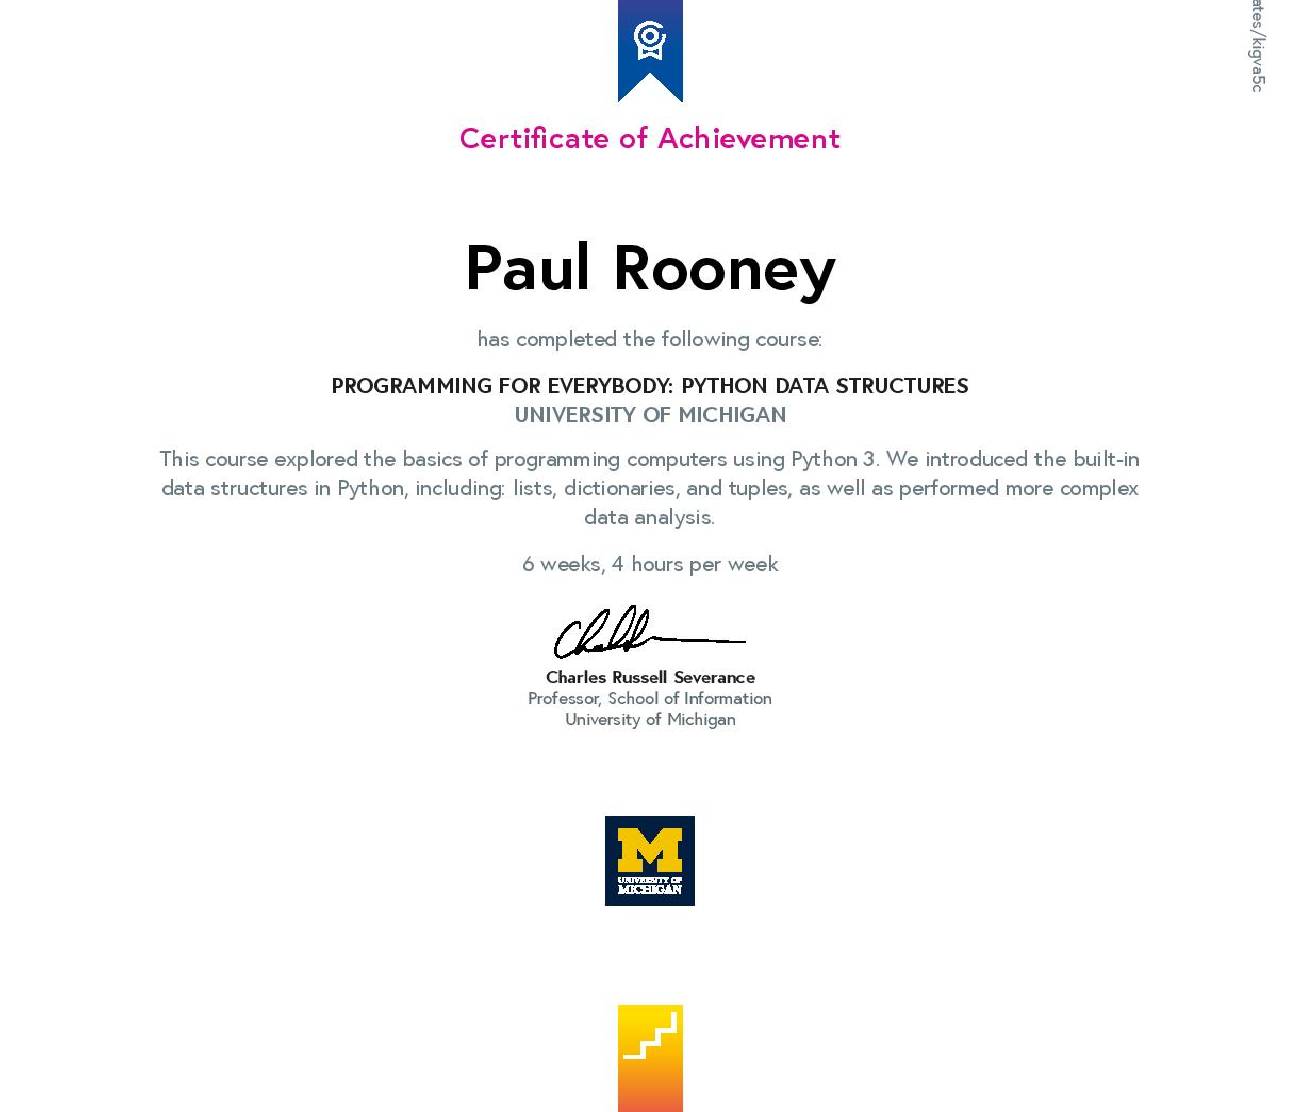 ates/kigva5c
Certificate of Achievement
Paul Rooney
has completed the following course:
PROGRAMMING FOR EVERYBODY: PYTHON DATA STRUCTURES
UNIVERSITY OF MICHIGAN
This course explored the basics of programming computers using Python 3. We introduced the built-in
data structures in Python, including: lists, dictionaries, and tuples, as well as performed more complex
data analysis.
6 weeks, 4 hours per week
Charles Russell Severance
Professor, School of Information
University of Michigan
M
UNIVERSITY OF
MICHIGAN